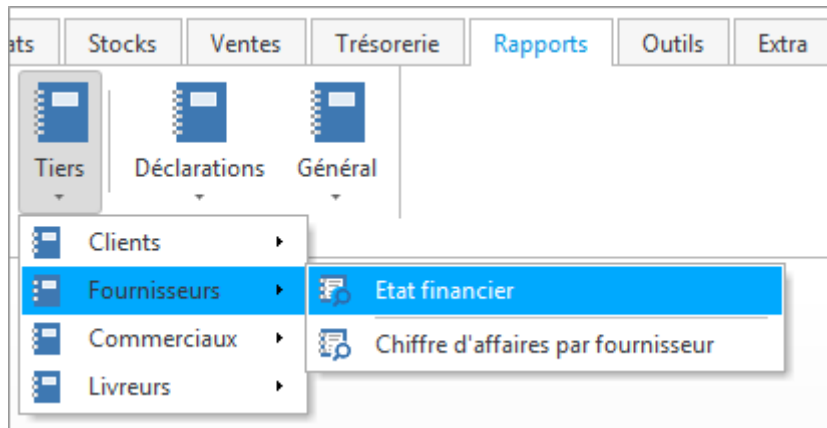 Stocks Ventes Trésorerie Rapports Outils Extra
Tiers Déclarations Général
Clients
Fournisseurs Etat financier
Commerciaux Chiffre d'affaires par fournisseur
Livreurs